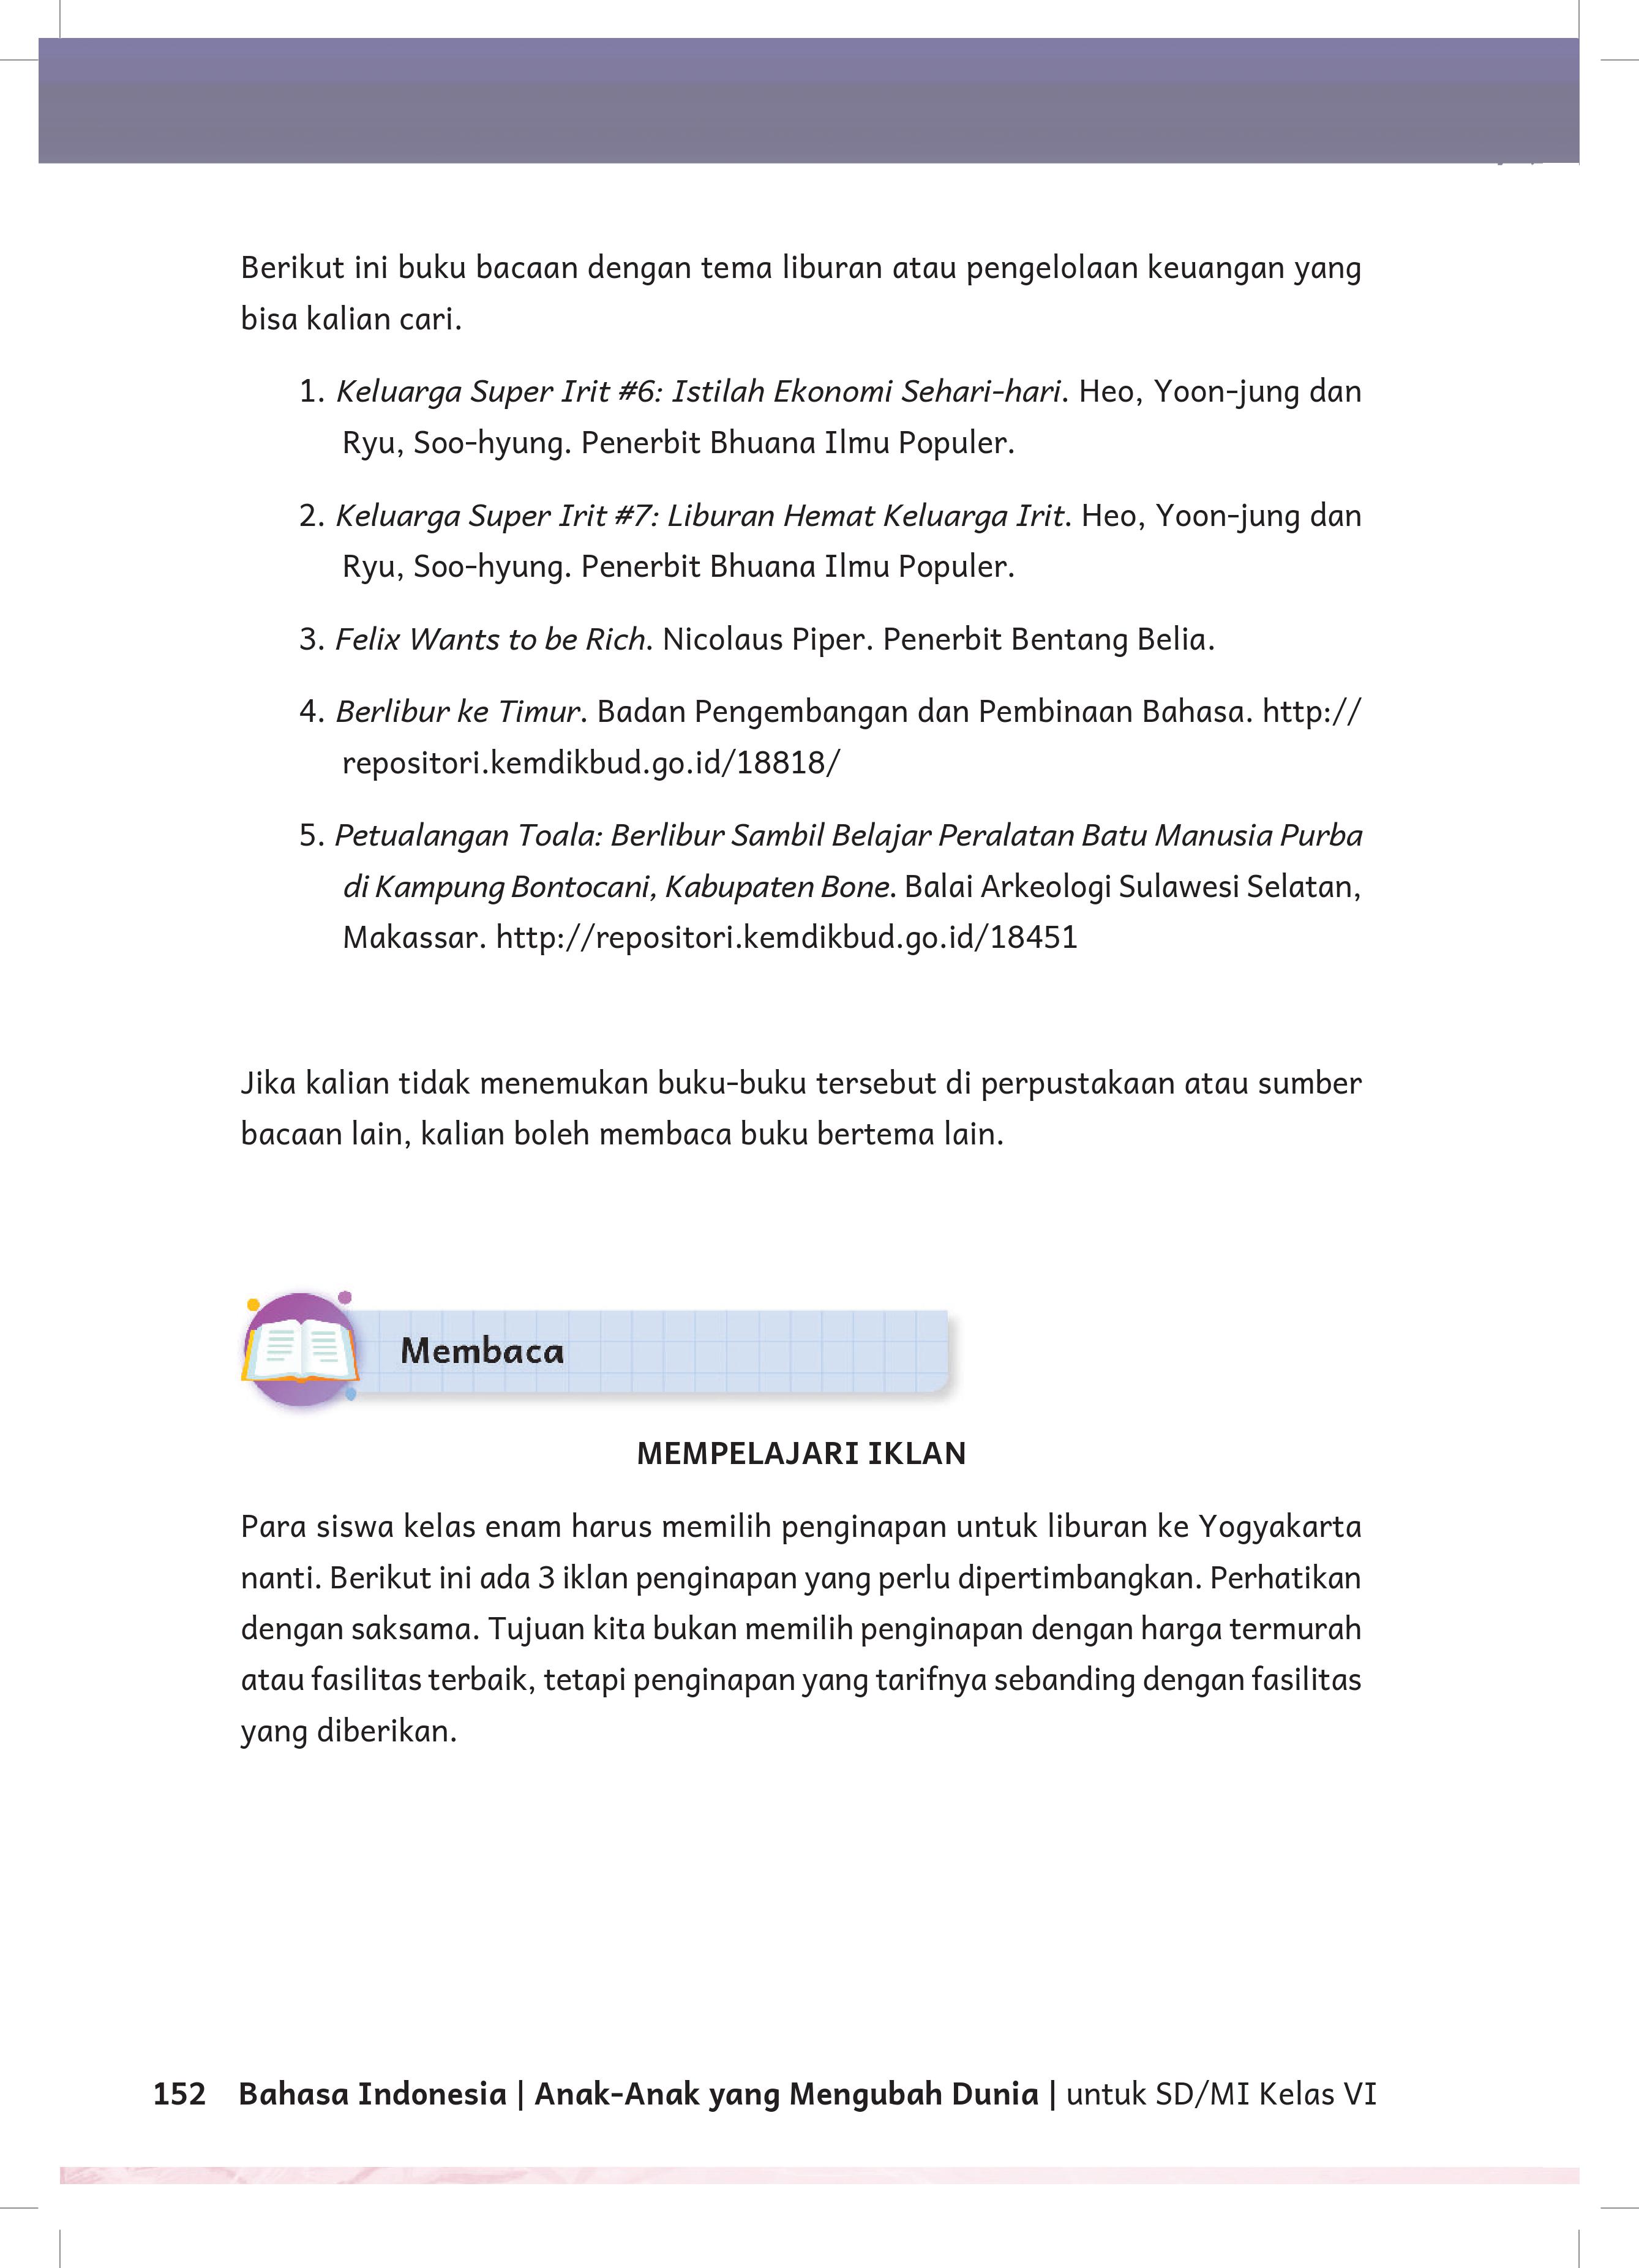 Berikut ini buku bacaan dengan tema liburan atau pengelolaan keuangan yang
bisa kalian cari.
1. Keluarga Super Irit #6: Istilah Ekonomi Sehari-hari. Heo, Yoon-jung dan
Ryu, Soo-hyung. Penerbit Bhuana Ilmu Populer.
2. Keluarga Super Irit #7: Liburan Hemat Keluarga Irit. Heo, Yoon-jung dan
Ryu, Soo-hyung. Penerbit Bhuana Ilmu Populer.
3. Felix Wants to be Rich. Nicolaus Piper. Penerbit Bentang Belia.
4. Berlibur ke Timur. Badan Pengembangan dan Pembinaan Bahasa. http://
repositori.kemdikbud.go.id/18818/
5. Petualangan Toala: Berlibur Sambil Belajar Peralatan Batu Manusia Purba
di Kampung Bontocani, Kabupaten Bone. Balai Arkeologi Sulawesi Selatan,
Makassar. http://repositori.kemdikbud.go.id/18451
Jika kalian tidak menemukan buku-buku tersebut di perpustakaan atau sumber
bacaan lain, kalian boleh membaca buku bertema lain.
Membaca
MEMPELAJARI IKLAN
Para siswa kelas enam harus memilih penginapan untuk liburan ke Yogyakarta
nanti. Berikut ini ada 3 iklan penginapan yang perlu dipertimbangkan. Perhatikan
dengan saksama. Tujuan kita bukan memilih penginapan dengan harga termurah
atau fasilitas terbaik, tetapi penginapan yang tarifnya sebanding dengan fasilitas
yang diberikan.
152 Bahasa Indonesia | Anak-Anak yang Mengubah Dunia | untuk SD/MI Kelas VI